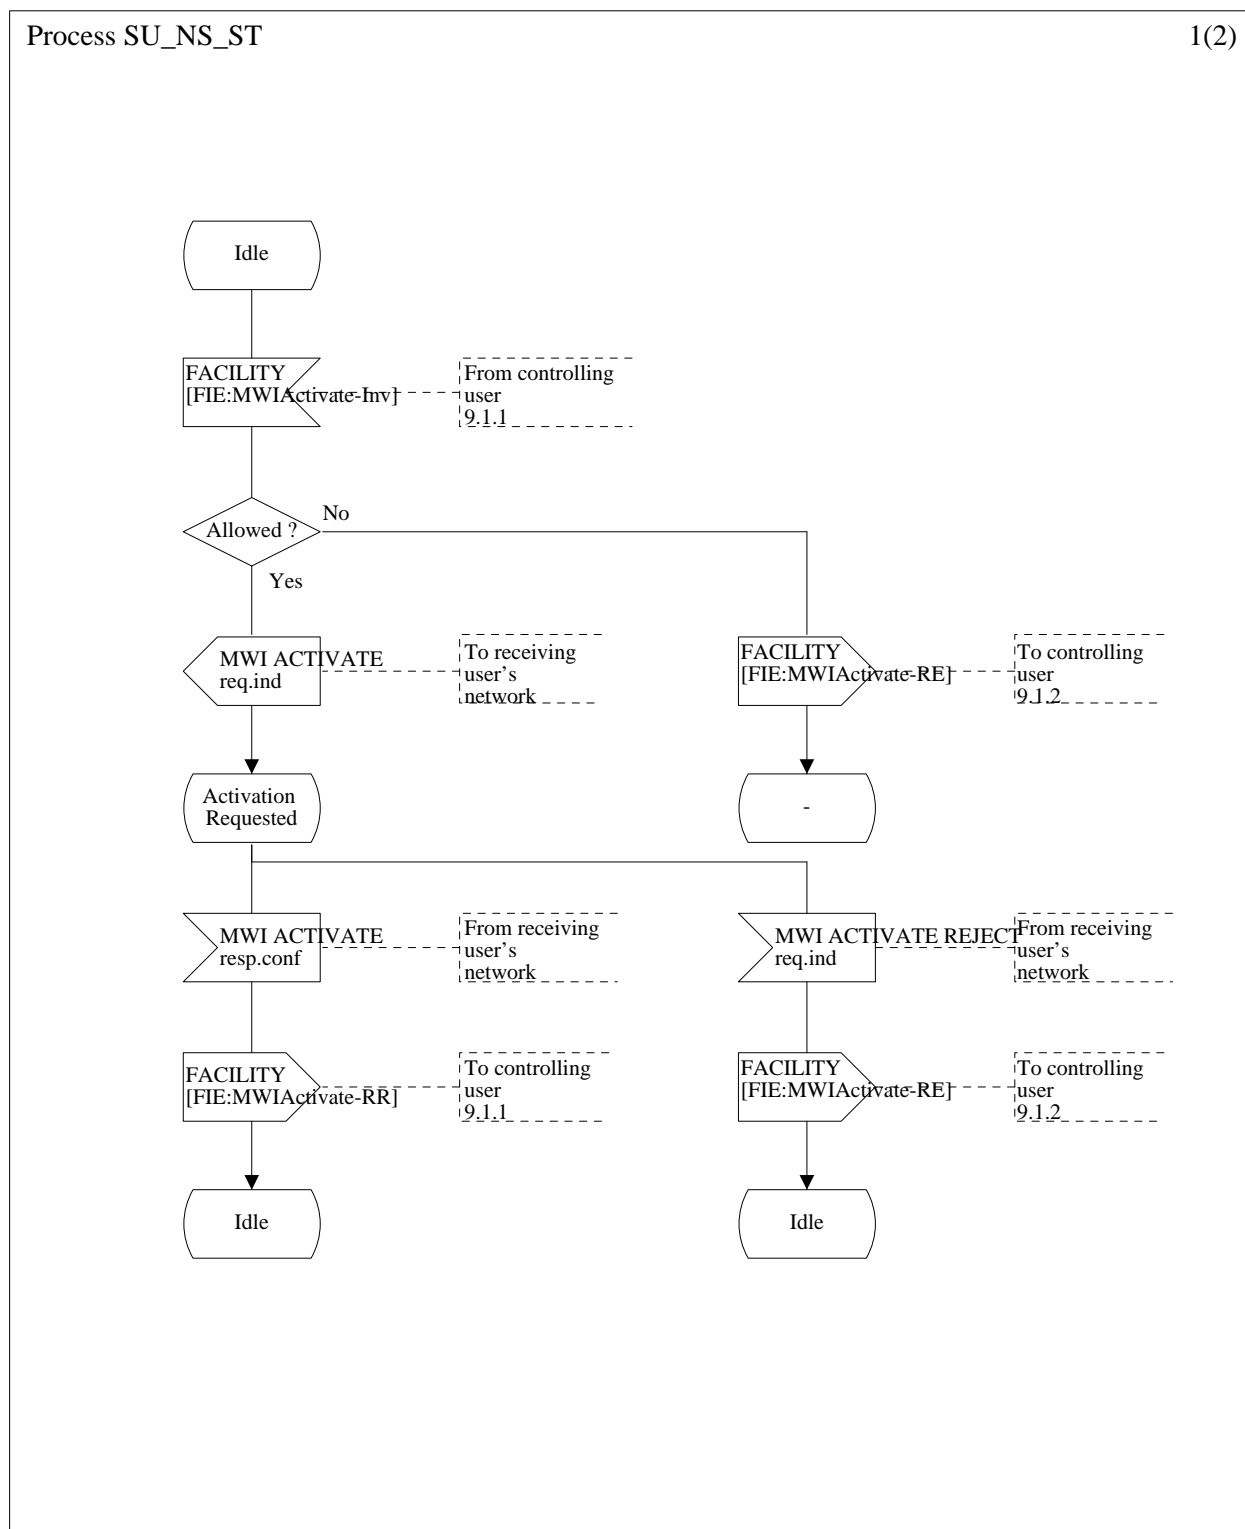 Process SU_NS_ST
1(2)
Idle
FACILITY
[FIE:MWIActivate-Inv]
From controlling
user
9.1.1
Allowed ?
No
Yes
MWI ACTIVATE
req.ind
To receiving
user's
network
FACILITY
[FIE:MWIActivate-RE]
To controlling
user
9.1.2
Activation
Requested
-
MWI ACTIVATE
resp.conf
From receiving
user's
network
MWI ACTIVATE REJECT
req.ind
From receiving
user's
network
FACILITY
[FIE:MWIActivate-RR]
To controlling
user
9.1.1
FACILITY
[FIE:MWIActivate-RE]
To controlling
user
9.1.2
Idle
Idle